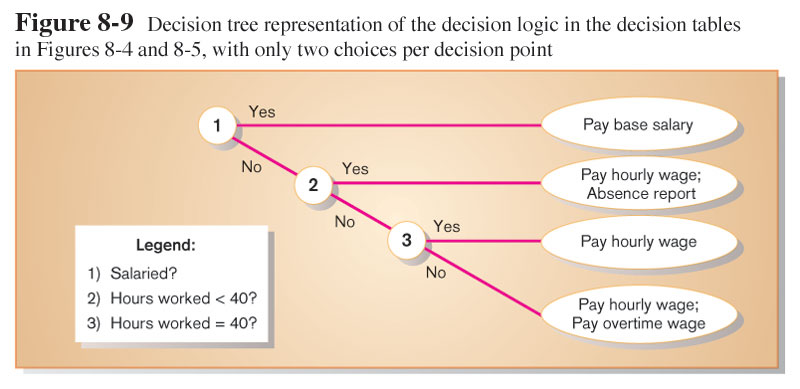 Figure 8-9 Decision tree representation of the decision logic in the decision tables
in Figures 8-4 and 8-5, with only two choices per decision point
1
Yes
Pay base salary
No
2
Yes
Pay hourly wage;
Absence report
No
3
Yes
Pay hourly wage
No
Pay hourly wage;
Pay overtime wage
Legend:
1) Salaried?
2) Hours worked < 40?
3) Hours worked = 40?